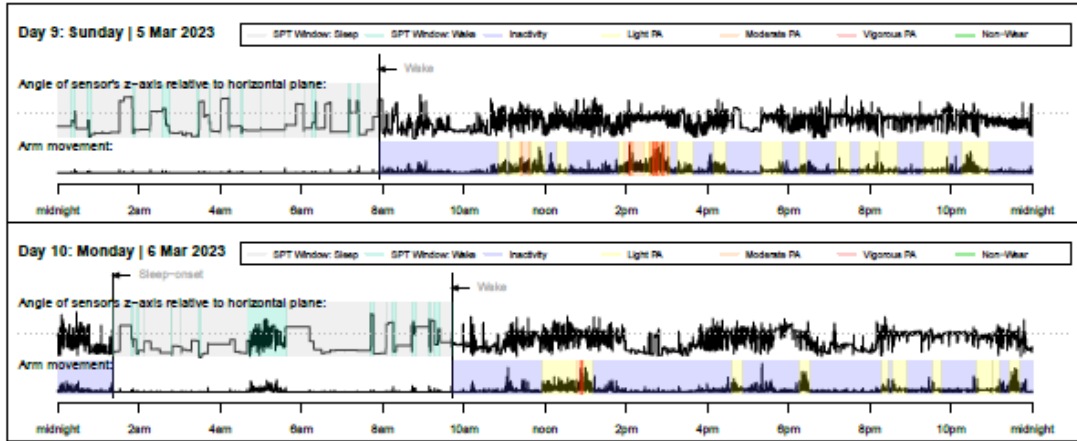 Day 9: Sunday | 5 Mar 2023 SPT Window: Sleep SPT Window: Wake Inactivity Light PA Moderate PA Vigorous PA Non-Wear
Wake
Angle of sensor's z-axis relative to horizontal plane:
Arm movement:
midnight 2am 4am 6am 8am 10am noon 2pm 4pm 6pm 8pm 10pm midnight
Day 10: Monday | 6 Mar 2023 SPT Window: Sleep SPT Window: Wake Inactivity Light PA Moderate PA Vigorous PA Non-Wear
Sleep-onset Wake
Angle of sensor's z-axis relative to horizontal plane:
Arm movement:
midnight 2am 4am 6am 8am 10am noon 2pm 4pm 6pm 8pm 10pm midnight